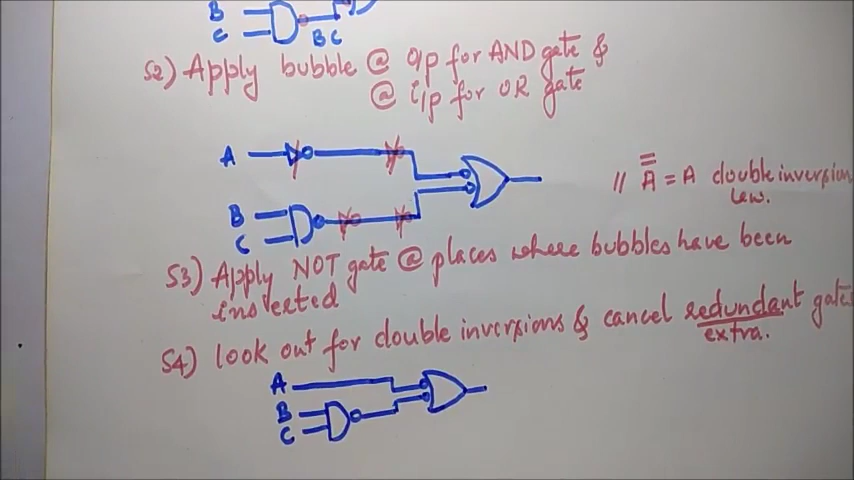 B
C
BC
S2) Apply bubble @ o/p for AND gate &
@ i/p for OR gate
A
B
C
// A̿ = A double inversion
law.
S3) Apply NOT gate @ places where bubbles have been
inserted
S4) look out for double inversions & cancel redundant gates
extra.
A
B
C